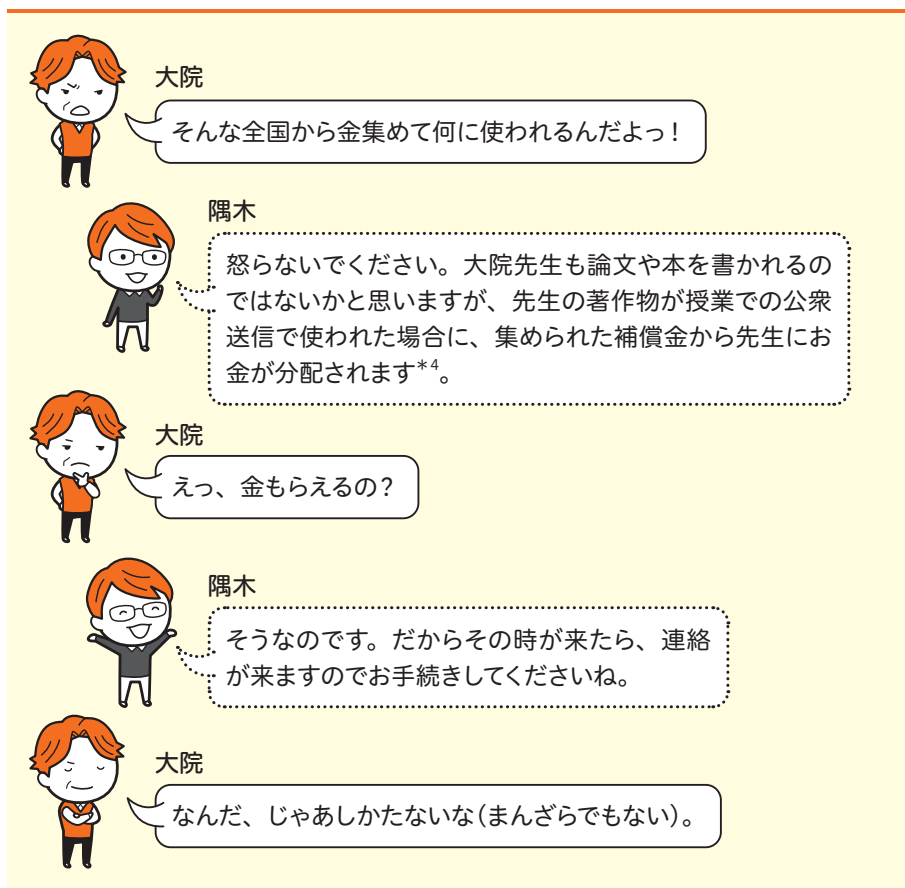 大院
そんな全国から金集めて何に使われるんだよっ！
隅木
怒らないでください。大院先生も論文や本を書かれるの
ではないかと思いますが、先生の著作物が授業での公衆
送信で使われた場合に、集められた補償金から先生にお
金が分配されます＊4。
大院
えっ、金もらえるの？
隅木
そうなのです。だからその時が来たら、連絡
が来ますのでお手続きしてくださいね。
大院
なんだ、じゃあしかたないな（まんざらでもない）。